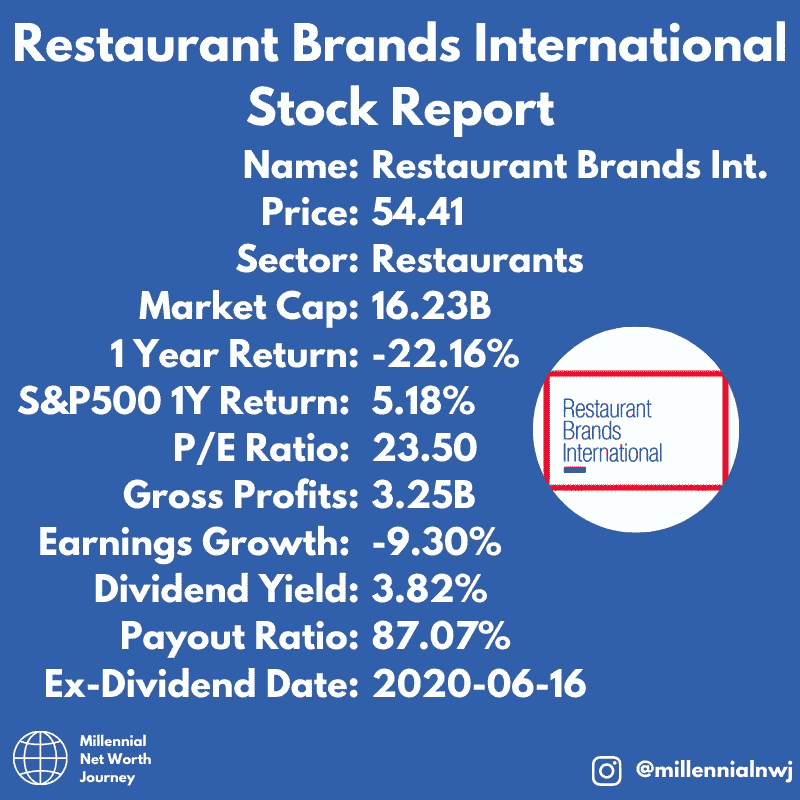 Restaurant Brands International
Stock Report
Name: Restaurant Brands Int.
Price: 54.41
Sector: Restaurants
Market Cap: 16.23B
1 Year Return: -22.16%
S&P500 1Y Return: 5.18%
P/E Ratio: 23.50
Gross Profits: 3.25B
Earnings Growth: -9.30%
Dividend Yield: 3.82%
Payout Ratio: 87.07%
Ex-Dividend Date: 2020-06-16
Restaurant
Brands
International
Millennial
Net Worth
Journey
@millennialnwj